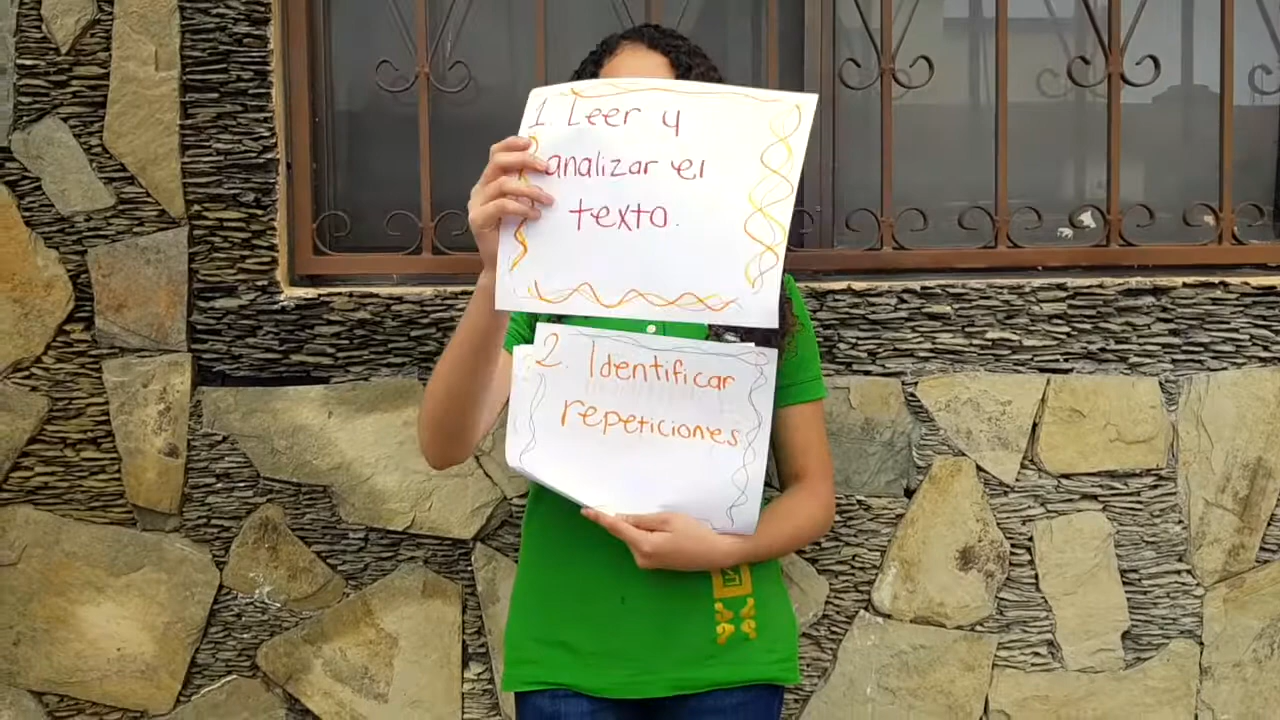 1. Leer y
analizar el
texto.
2. Identificar
repeticiones